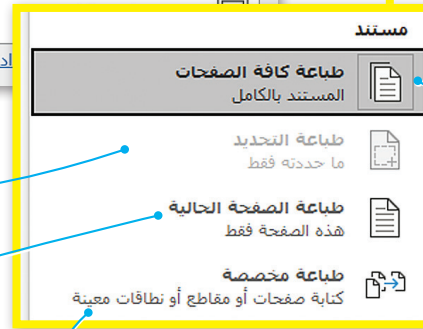 مستند
طباعة كافة الصفحات
المستند بالكامل
طباعة التحديد
ما حددته فقط
طباعة الصفحة الحالية
هذه الصفحة فقط
طباعة مخصصة
كتابة صفحات أو مقاطع أو نطاقات معينة